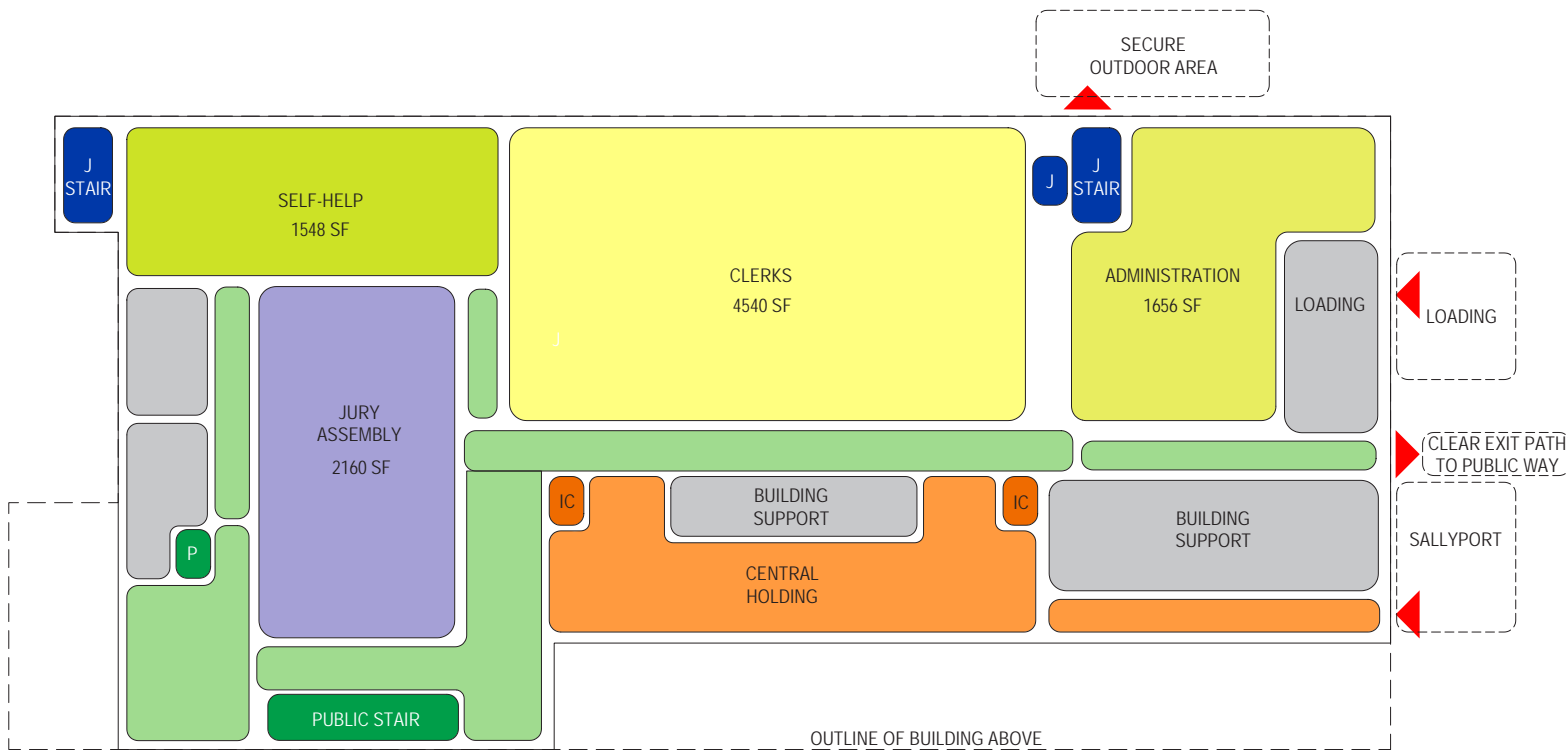 SECURE
OUTDOOR AREA
J
STAIR
SELF-HELP
1548 SF
CLERKS
4540 SF
J
J
J
STAIR
ADMINISTRATION
1656 SF
LOADING
LOADING
JURY
ASSEMBLY
2160 SF
CLEAR EXIT PATH
TO PUBLIC WAY
IC
BUILDING
SUPPORT
IC
BUILDING
SUPPORT
SALLYPORT
P
CENTRAL
HOLDING
PUBLIC STAIR
OUTLINE OF BUILDING ABOVE